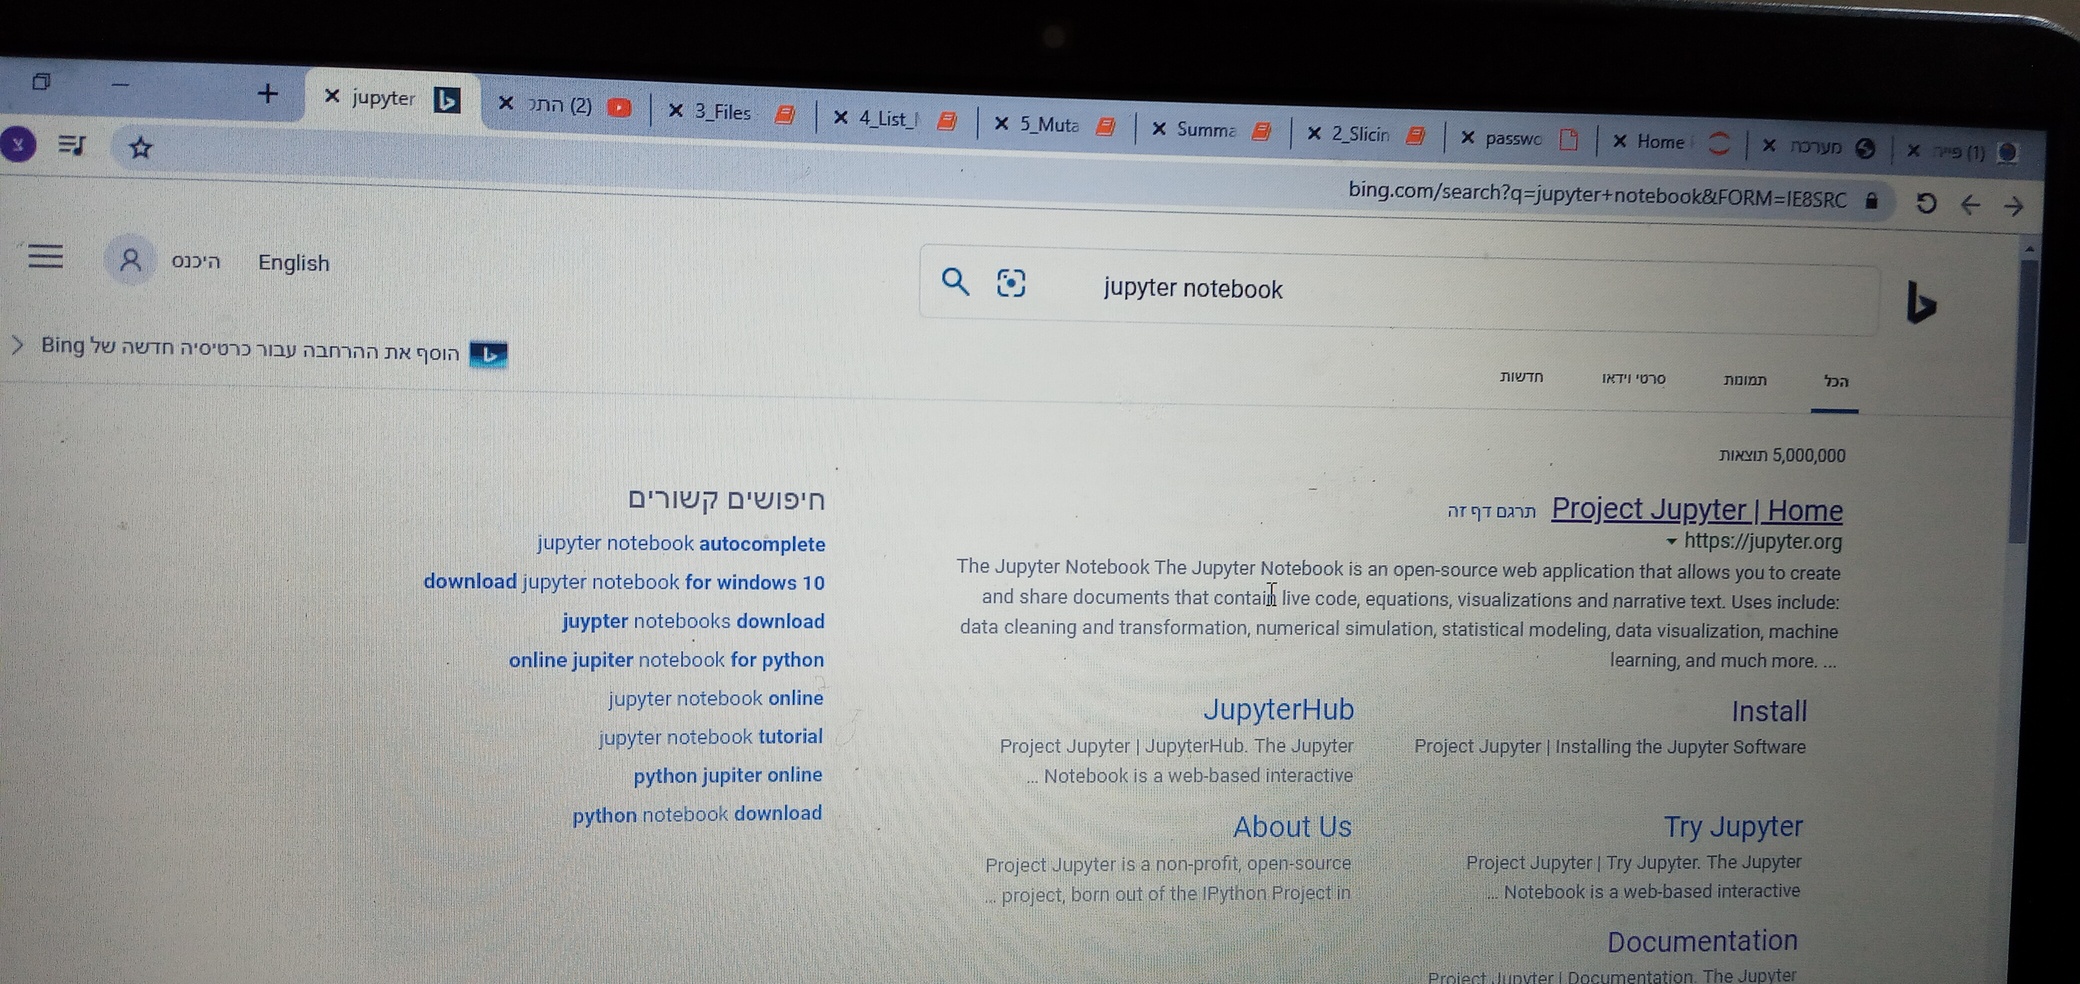 jupyter
התנ (2)
3_Files
4_List_
5_Muta
Summa
2_Slicin
passwo
Home
מערכת
(1)
bing.com/search?q=jupyter+notebook&FORM=IE8SRC
צ
jupyter notebook
English
היכנס
הוסף את ההרחבה עבור כרטיסיה חדשה של Bing
הכל
תמונות
סרטי וידאו
חדשות
5,000,000 תוצאות
Project Jupyter | Home תרגם דף זה
https://jupyter.org
The Jupyter Notebook The Jupyter Notebook is an open-source web application that allows you to create
and share documents that contain live code, equations, visualizations and narrative text. Uses include:
data cleaning and transformation, numerical simulation, statistical modeling, data visualization, machine
learning, and much more. ...
Install
Project Jupyter | Installing the Jupyter Software
JupyterHub
Project Jupyter | JupyterHub. The Jupyter
... Notebook is a web-based interactive
Try Jupyter
Project Jupyter | Try Jupyter. The Jupyter
... Notebook is a web-based interactive
About Us
Project Jupyter is a non-profit, open-source
... project, born out of the IPython Project in
Documentation
Project Jupyter | Documentation. The Jupyter
חיפושים קשורים
jupyter notebook autocomplete
download jupyter notebook for windows 10
juypter notebooks download
online jupiter notebook for python
jupyter notebook online
jupyter notebook tutorial
python jupiter online
python notebook download